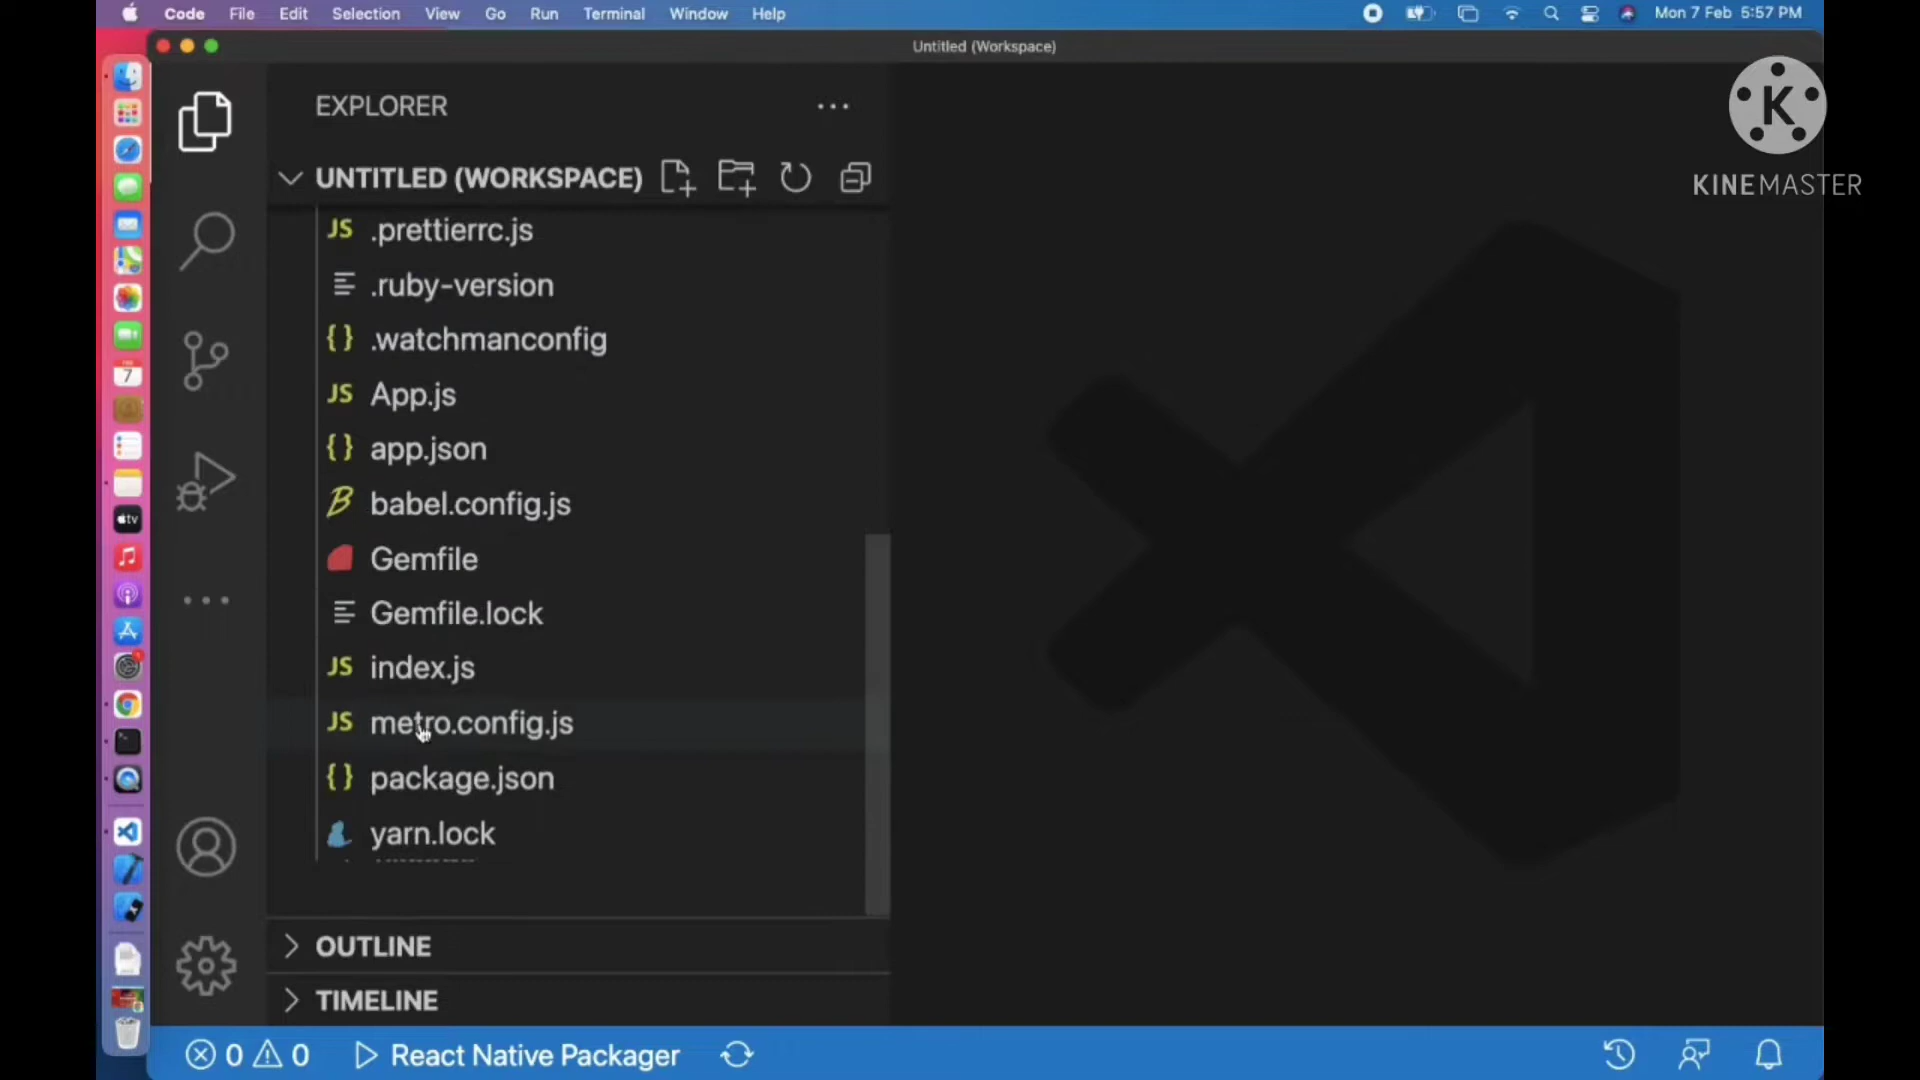 Code File Edit Selection View Go Run Terminal Window Help Mon 7 Feb 5:57 PM
Untitled (Workspace)
K
KINEMASTER
EXPLORER
UNTITLED (WORKSPACE)
JS .prettierrc.js
.ruby-version
{} .watchmanconfig
JS App.js
{} app.json
B babel.config.js
Gemfile
Gemfile.lock
JS index.js
JS metro.config.js
{} package.json
yarn.lock
OUTLINE
TIMELINE
0 0 React Native Packager
7
tv